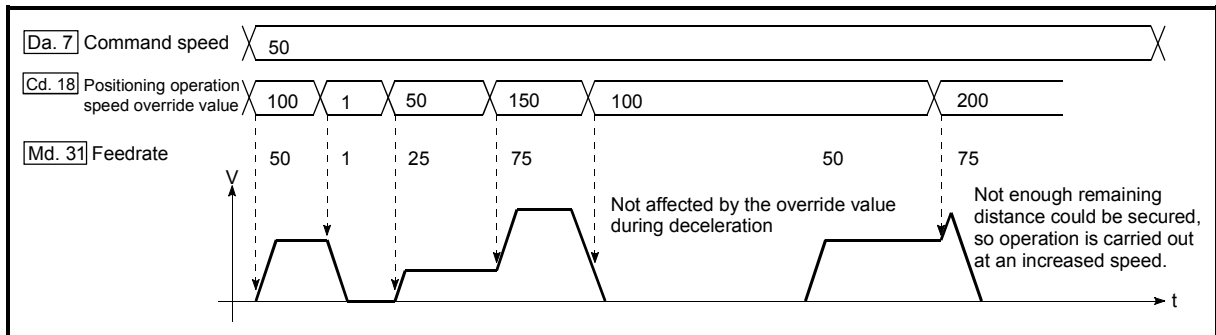 Da. 7 Command speed 50
Cd. 18 Positioning operation
speed override value 100 1 50 150 100 200
Md. 31 Feedrate 50 1 25 75 50 75
V
Not affected by the override value
during deceleration
Not enough remaining
distance could be secured,
so operation is carried out
at an increased speed.
t